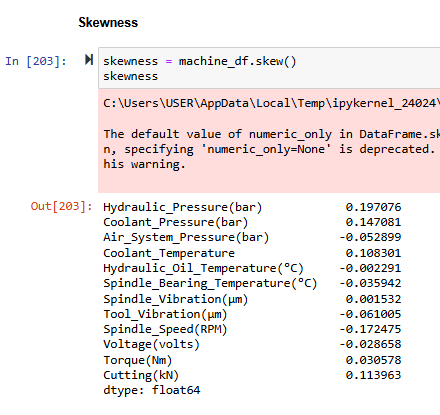 Skewness
In [203]: skewness = machine_df.skew()
skewness
C:\Users\USER\AppData\Local\Temp\ipykernel_24024\
The default value of numeric_only in DataFrame.sk
n, specifying 'numeric_only=None' is deprecated.
his warning.
Out[203]: Hydraulic_Pressure(bar) 0.197076
Coolant_Pressure(bar) 0.147081
Air_System_Pressure(bar) -0.052899
Coolant_Temperature 0.108301
Hydraulic_Oil_Temperature(°C) -0.002291
Spindle_Bearing_Temperature(°C) -0.035942
Spindle_Vibration(µm) 0.001532
Tool_Vibration(µm) -0.061005
Spindle_Speed(RPM) -0.172475
Voltage(volts) -0.028658
Torque(Nm) 0.030578
Cutting(kN) 0.113963
dtype: float64